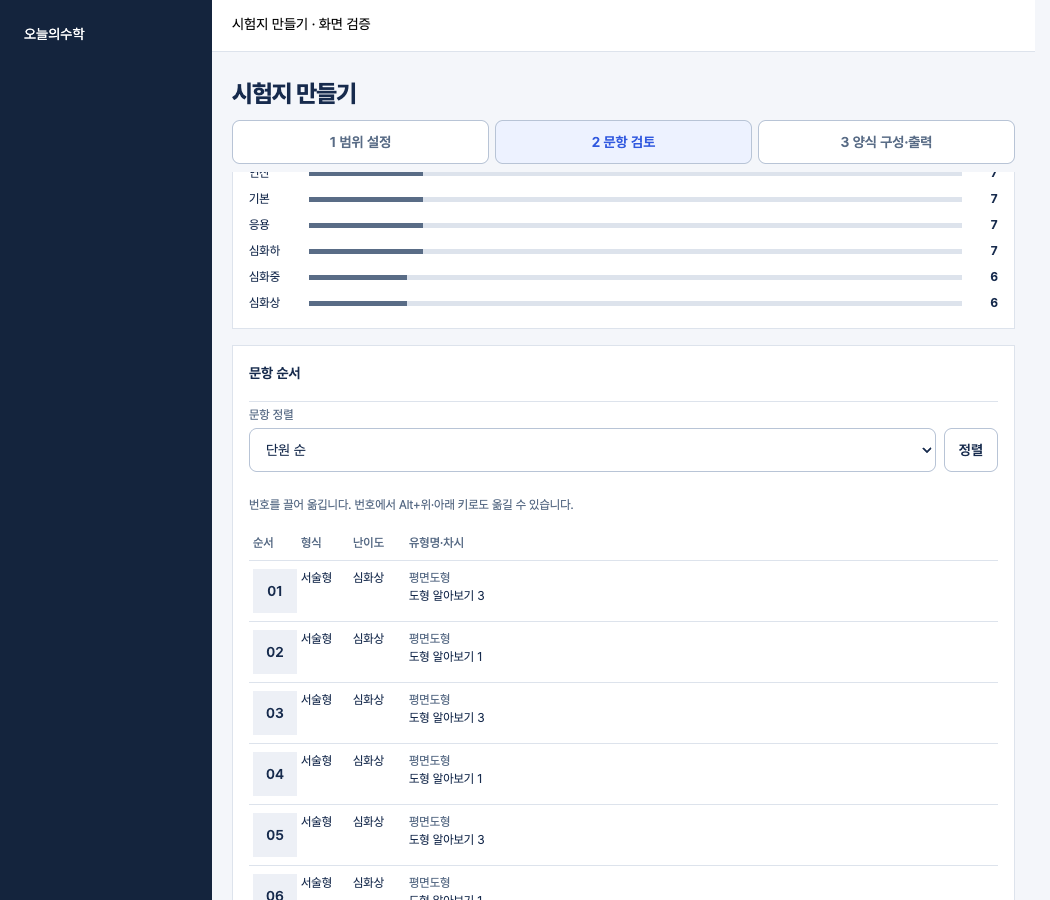 오늘의수학
시험지 만들기 · 화면 검증
시험지 만들기
1 범위 설정
2 문항 검토
3 양식 구성·출력
7
기본 7
응용 7
심화하 7
심화중 6
심화상 6
문항 순서
문항 정렬
단원 순
정렬
번호를 끌어 옮깁니다. 번호에서 Alt+위·아래 키로도 옮길 수 있습니다.
순서 형식 난이도 유형명·차시
01 서술형 심화상 평면도형
도형 알아보기 3
02 서술형 심화상 평면도형
도형 알아보기 1
03 서술형 심화상 평면도형
도형 알아보기 3
04 서술형 심화상 평면도형
도형 알아보기 1
05 서술형 심화상 평면도형
도형 알아보기 3
06 서술형 심화상 평면도형
도형 알아보기 1